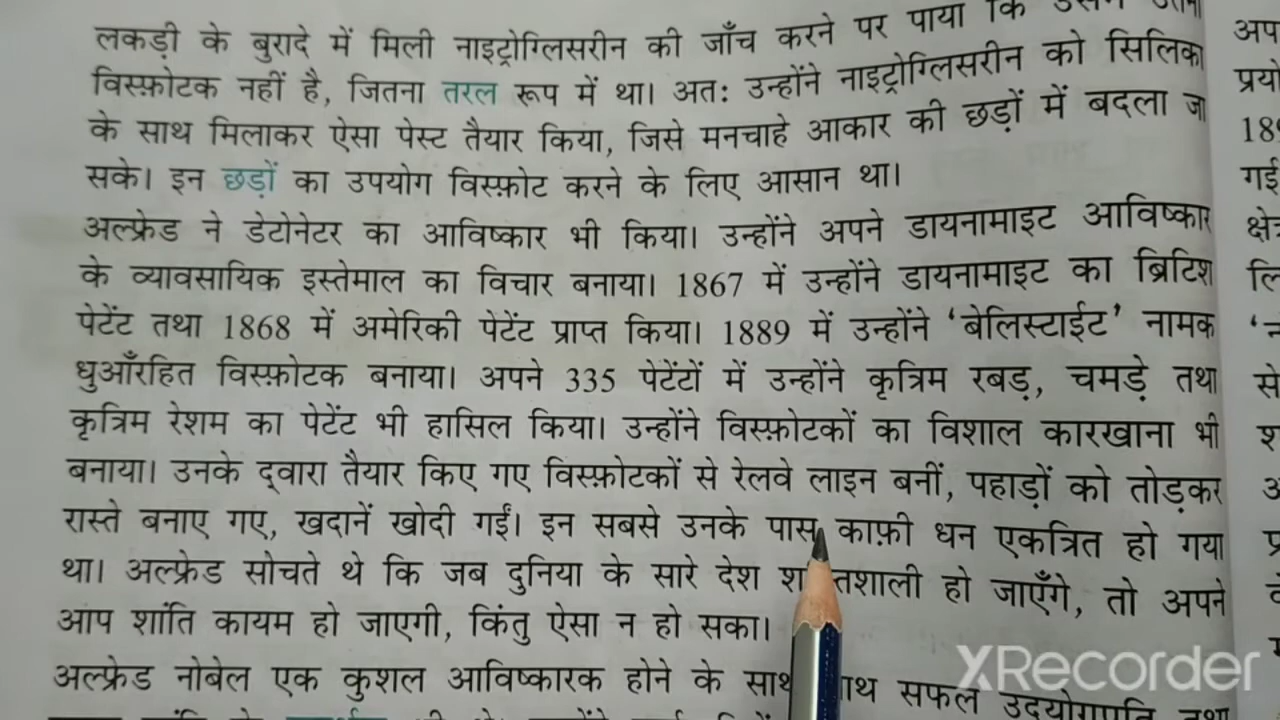 लकड़ी के बुरादे में मिली नाइट्रोग्लिसरीन की जाँच करने पर पाया कि उसमें
विस्फ़ोटक नहीं है, जितना तरल रूप में था। अतः उन्होंने नाइट्रोग्लिसरीन को सिलिका
के साथ मिलाकर ऐसा पेस्ट तैयार किया, जिसे मनचाहे आकार की छड़ों में बदला जा
सके। इन छड़ों का उपयोग विस्फ़ोट करने के लिए आसान था।
अल्फ्रेड ने डेटोनेटर का आविष्कार भी किया। उन्होंने अपने डायनामाइट आविष्कार
के व्यावसायिक इस्तेमाल का विचार बनाया। 1867 में उन्होंने डायनामाइट का ब्रिटिश
पेटेंट तथा 1868 में अमेरिकी पेटेंट प्राप्त किया। 1889 में उन्होंने ‘बेलिस्टाईट’ नामक
धुआँरहित विस्फ़ोटक बनाया। अपने 335 पेटेंटों में उन्होंने कृत्रिम रबड़, चमड़े तथा
कृत्रिम रेशम का पेटेंट भी हासिल किया। उन्होंने विस्फ़ोटकों का विशाल कारखाना भी
बनाया। उनके द्वारा तैयार किए गए विस्फ़ोटकों से रेलवे लाइन बनीं, पहाड़ों को तोड़कर
रास्ते बनाए गए, खदानें खोदी गईं। इन सबसे उनके पास काफ़ी धन एकत्रित हो गया
था। अल्फ्रेड सोचते थे कि जब दुनिया के सारे देश हो जाएँगे, तो अपने
आप शांति कायम हो जाएगी, किंतु ऐसा न हो सका।
अल्फ्रेड नोबेल एक कुशल आविष्कारक होने के साथ सफल उद्योगपति तथा
XRecorder